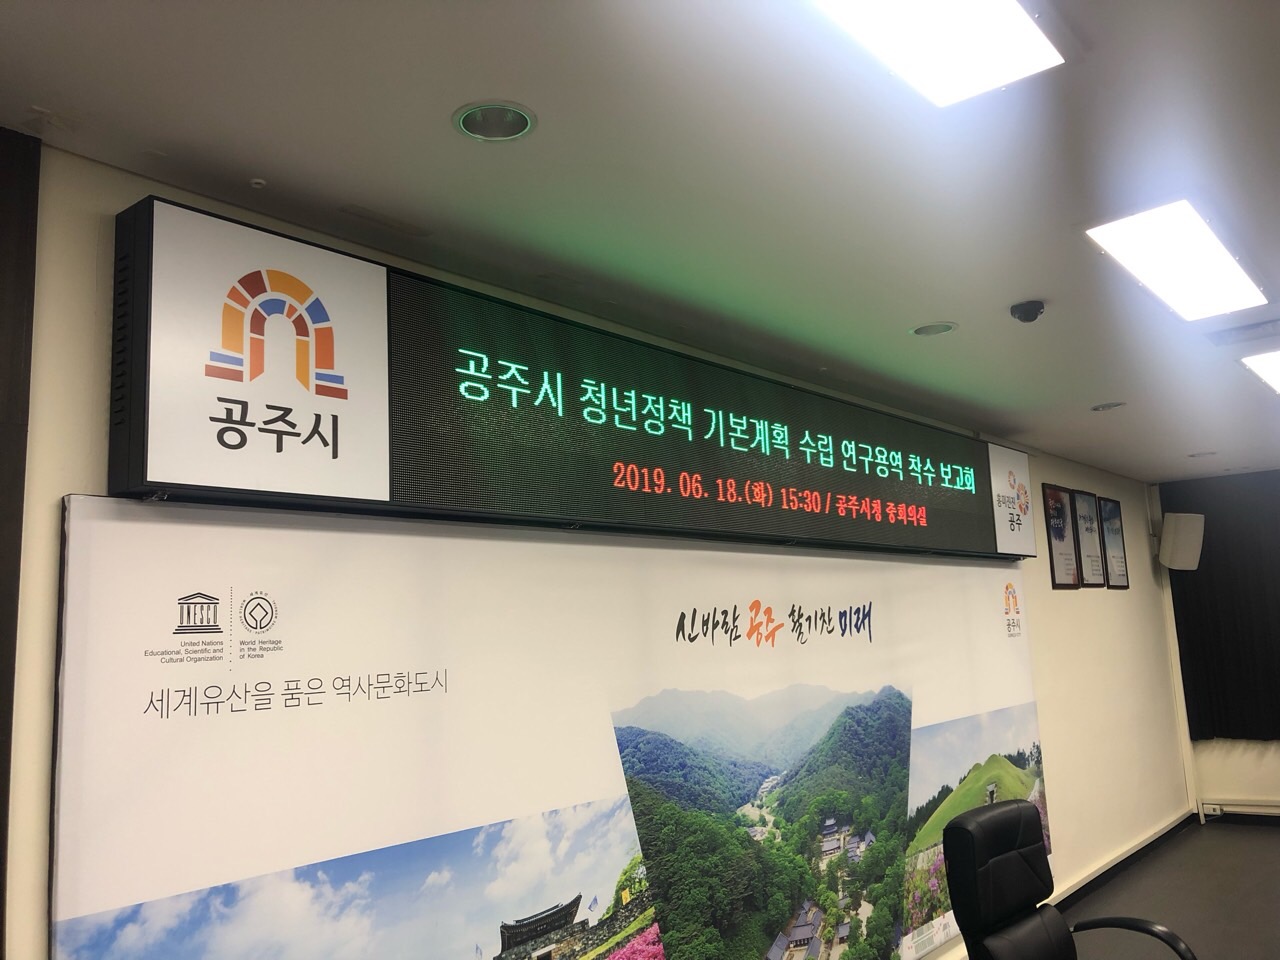 공주시
공주시 청년정책 기본계획 수립 연구용역 착수 보고회
2019. 06. 18.(화) 15:30 / 공주시청 중회의실
흥미진진
공주
UNESCO
United Nations
Educational, Scientific and
Cultural Organization
World Heritage
in the Republic
of Korea
세계유산을 품은 역사문화도시
신바람 공주 활기찬 미래
공주시